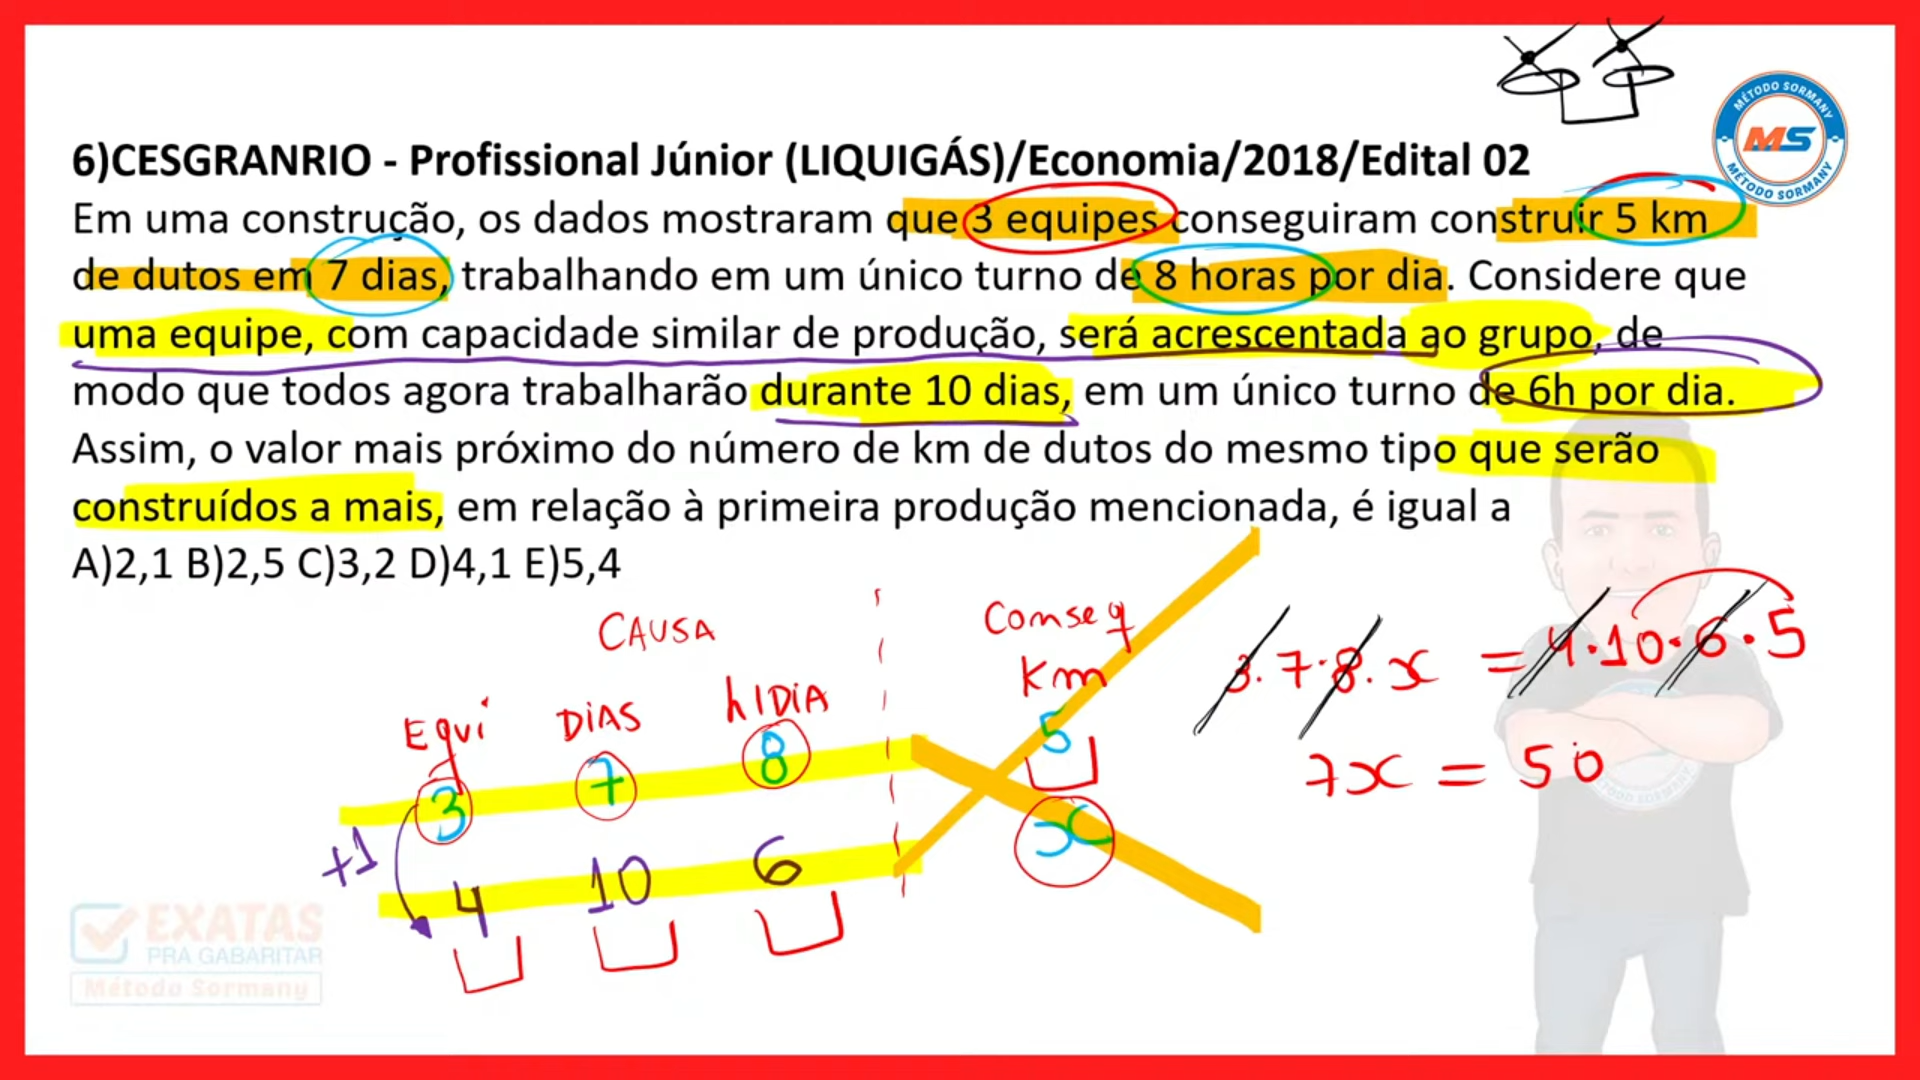 MÉTODO SORMANY
MS
MÉTODO SORMANY
6)CESGRANRIO - Profissional Júnior (LIQUIGÁS)/Economia/2018/Edital 02
Em uma construção, os dados mostraram que 3 equipes conseguiram construir 5 km
de dutos em 7 dias, trabalhando em um único turno de 8 horas por dia. Considere que
uma equipe, com capacidade similar de produção, será acrescentada ao grupo, de
modo que todos agora trabalharão durante 10 dias, em um único turno de 6h por dia.
Assim, o valor mais próximo do número de km de dutos do mesmo tipo que serão
construídos a mais, em relação à primeira produção mencionada, é igual a
A)2,1 B)2,5 C)3,2 D)4,1 E)5,4
CAUSA Conseq
Equi DIAS h/DIA Km
3 7 8 5
+1
4 10 6 x
3.7.8.x = 4.10.6.5
7x = 50
EXATAS
PRA GABARITAR
Método Sormany